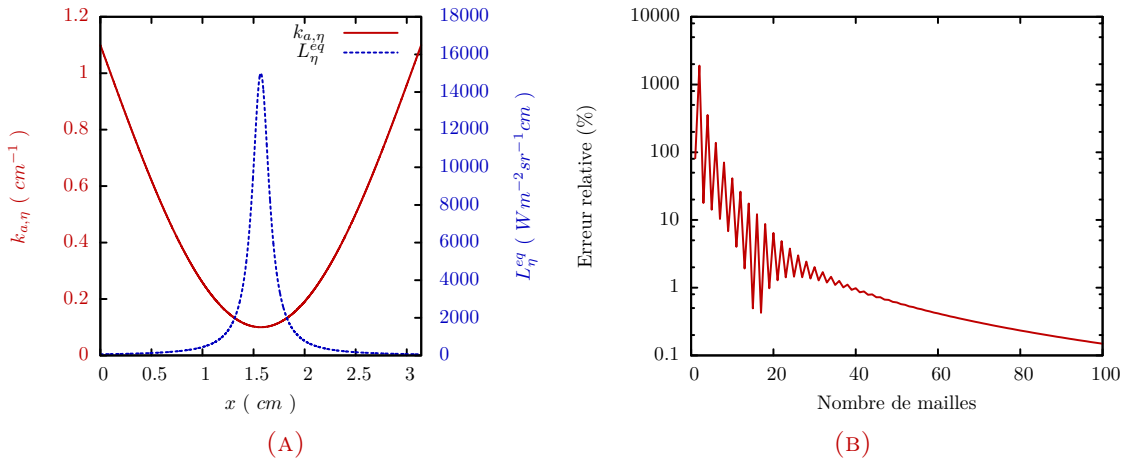 1.2
1
0.8
0.6
0.4
0.2
0
k_{a,η} ( cm^{−1} )
k_{a,η}
L_η^{eq}
18000
16000
14000
12000
10000
8000
6000
4000
2000
0
L_η^{eq} ( W m^{−2} sr^{−1} cm )
0 0.5 1 1.5 2 2.5 3
x ( cm )
(A)
10000
1000
100
10
1
0.1
Erreur relative (%)
0 20 40 60 80 100
Nombre de mailles
(B)